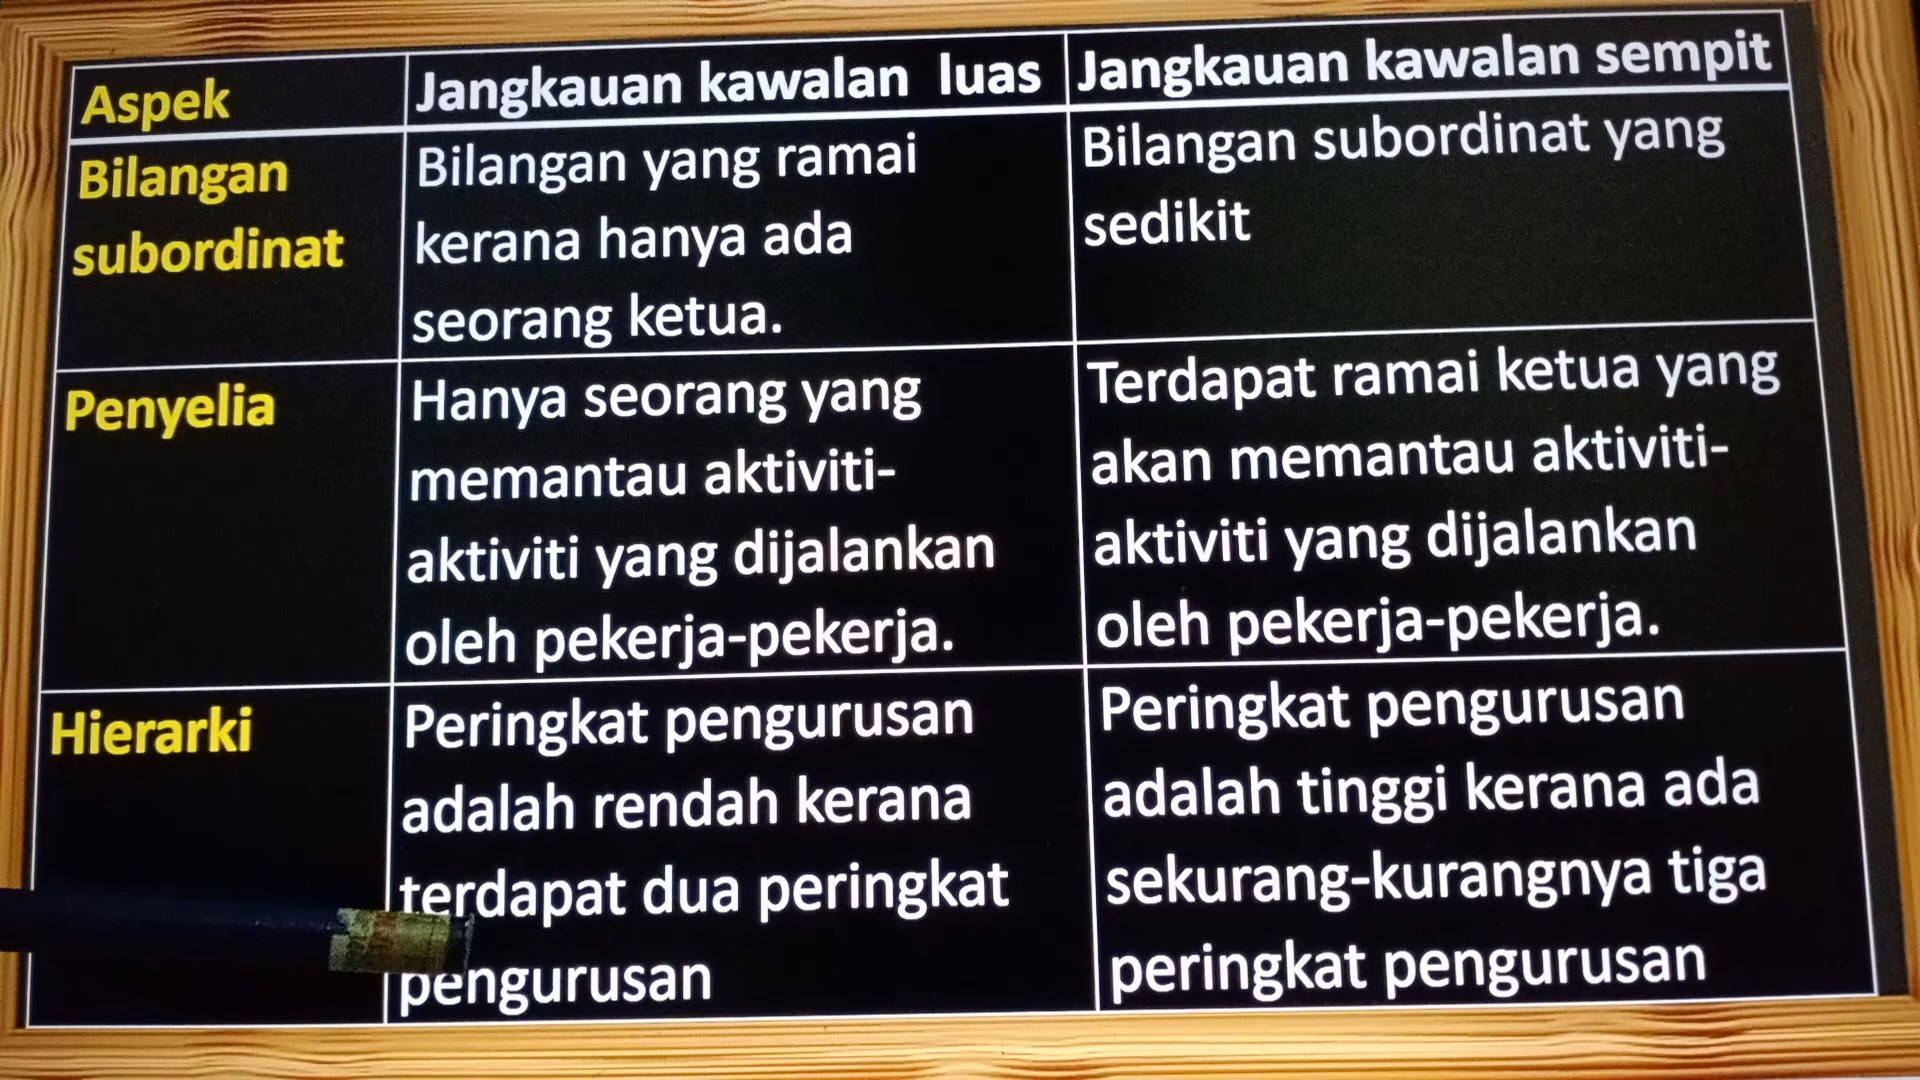 Aspek
Jangkauan kawalan luas
Jangkauan kawalan sempit
Bilangan
subordinat
Bilangan yang ramai
kerana hanya ada
seorang ketua.
Bilangan subordinat yang
sedikit
Penyelia
Hanya seorang yang
memantau aktiviti-
aktiviti yang dijalankan
oleh pekerja-pekerja.
Terdapat ramai ketua yang
akan memantau aktiviti-
aktiviti yang dijalankan
oleh pekerja-pekerja.
Hierarki
Peringkat pengurusan
adalah rendah kerana
terdapat dua peringkat
pengurusan
Peringkat pengurusan
adalah tinggi kerana ada
sekurang-kurangnya tiga
peringkat pengurusan